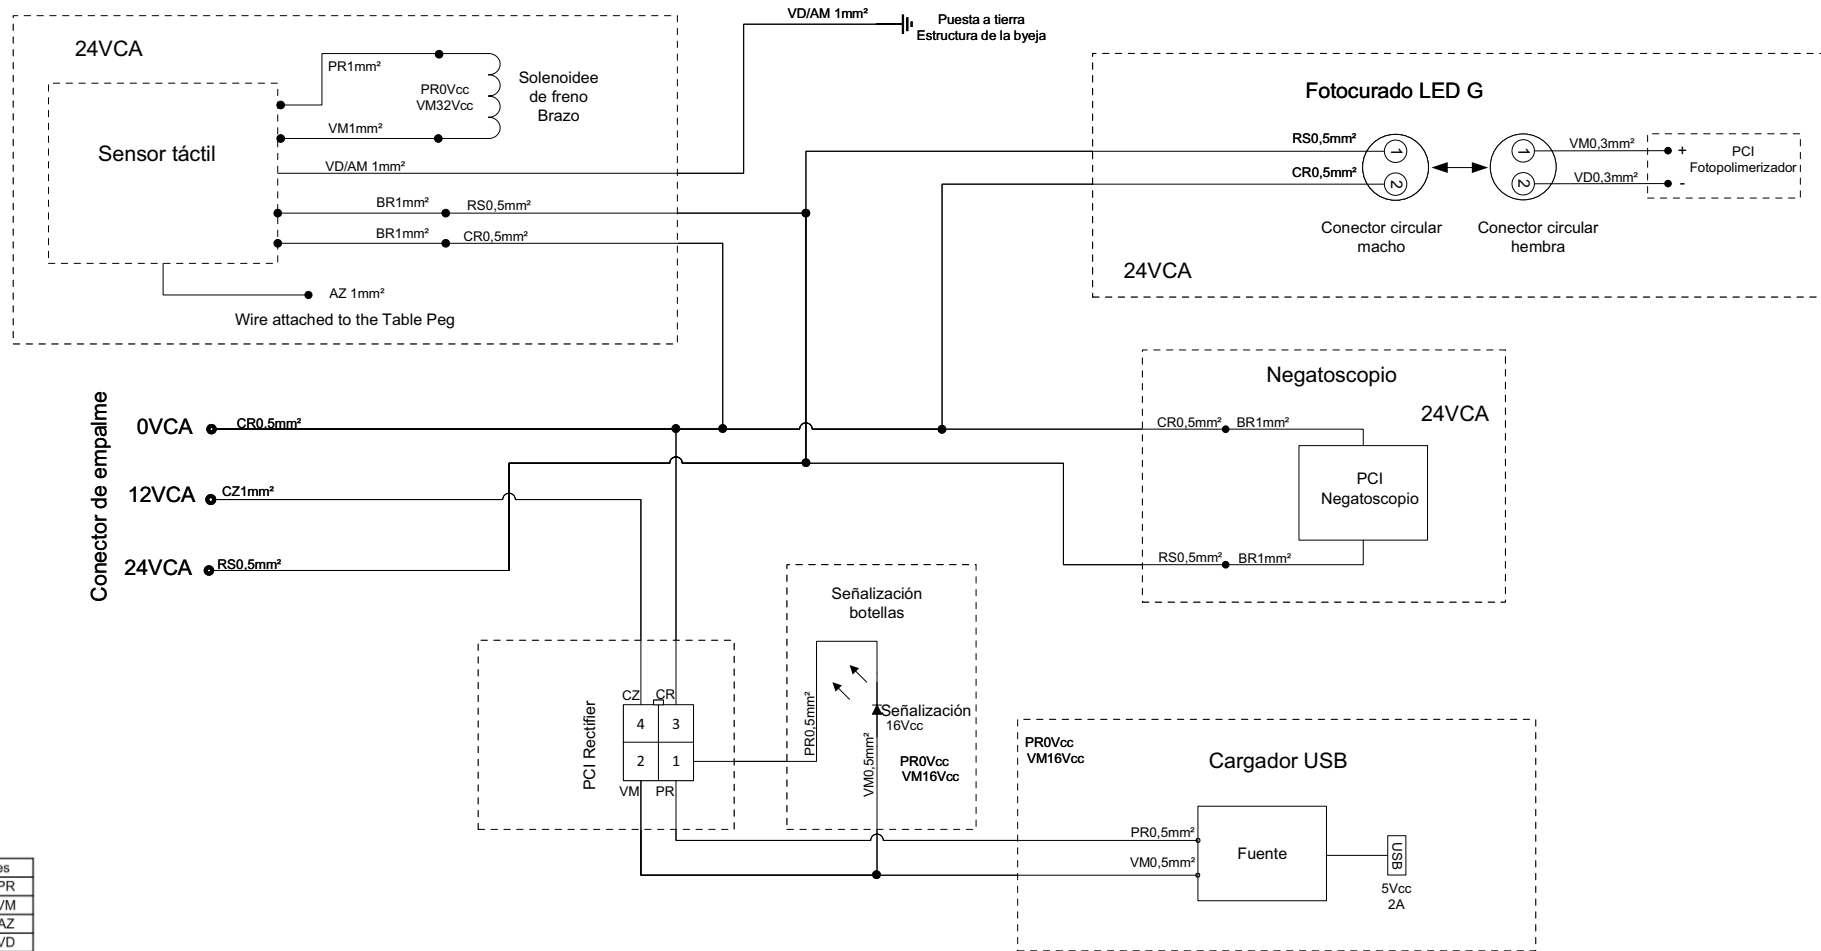 24VCA
PR1mm²
PR0Vcc
VM32Vcc
Solenoidee
de freno
Brazo
VM1mm²
Sensor táctil
VD/AM 1mm²
BR1mm²
RS0,5mm²
BR1mm²
CR0,5mm²
AZ 1mm²
Wire attached to the Table Peg
VD/AM 1mm²
Puesta a tierra
Estructura de la byeja
Fotocurado LED G
RS0,5mm²
CR0,5mm²
1
2
1
2
VM0,3mm²
VD0,3mm²
+
-
PCI
Fotopolimerizador
Conector circular
macho
Conector circular
hembra
24VCA
Conector de empalme
0VCA
CR0,5mm²
12VCA
CZ1mm²
24VCA
RS0,5mm²
Negatoscopio
24VCA
CR0,5mm²
BR1mm²
PCI
Negatoscopio
RS0,5mm²
BR1mm²
PCI Rectifier
CZ
CR
4
3
2
1
VM
PR
Señalización
botellas
PR0,5mm²
Señalización
16Vcc
VM0,5mm²
PR0Vcc
VM16Vcc
PR0Vcc
VM16Vcc
Cargador USB
PR0,5mm²
VM0,5mm²
Fuente
USB
5Vcc
2A
es
PR
VM
AZ
VD